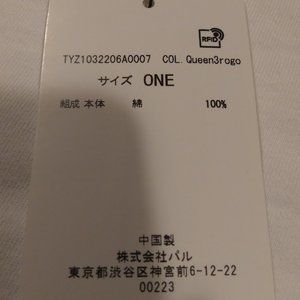 RFID
TYZ1032206A0007 COL. Queen3rogo
サイズ ONE
組成 本体 綿 100%
中国製
株式会社パル
東京都渋谷区神宮前6-12-22
00223